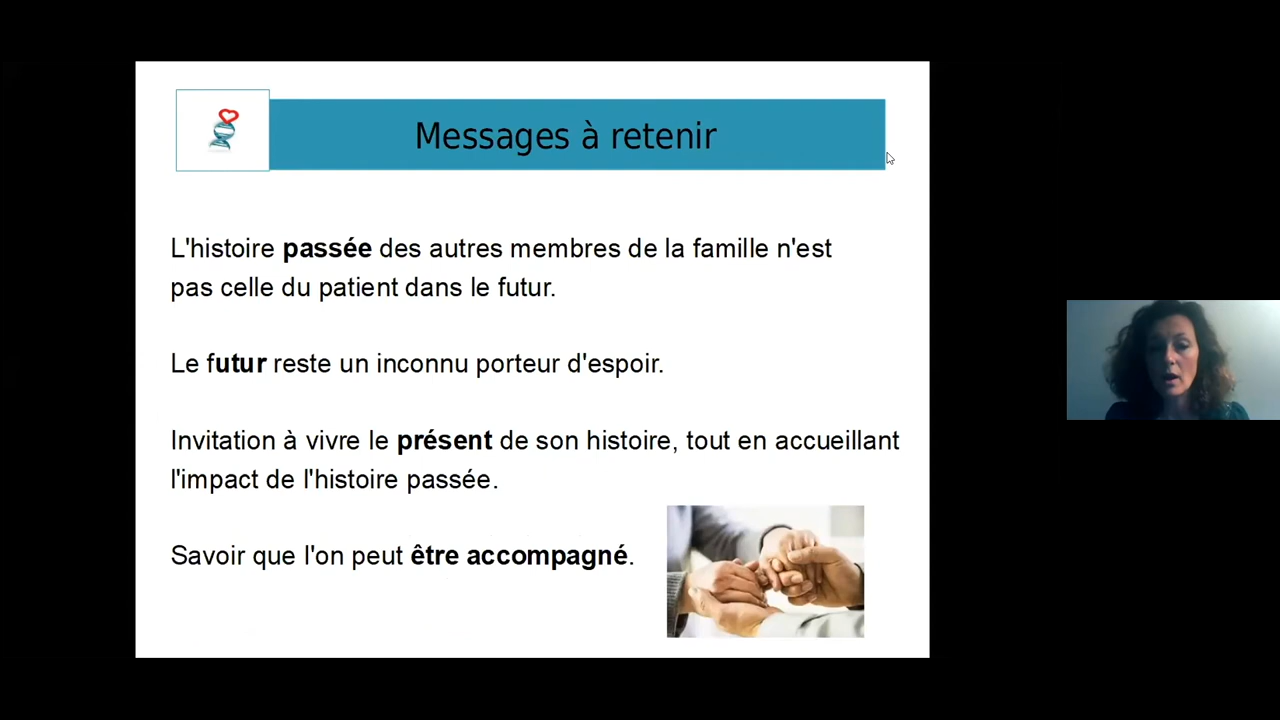 Messages à retenir
L'histoire passée des autres membres de la famille n'est
pas celle du patient dans le futur.
Le futur reste un inconnu porteur d'espoir.
Invitation à vivre le présent de son histoire, tout en accueillant
l'impact de l'histoire passée.
Savoir que l'on peut être accompagné.